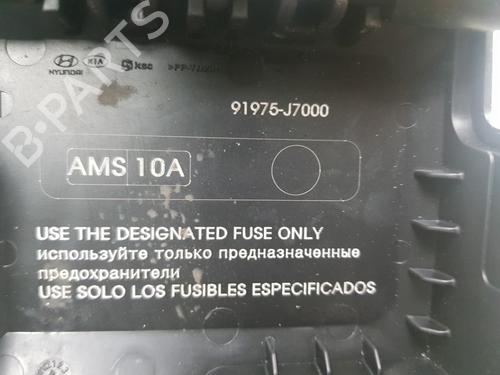 B-PARTS
HYUNDAI KIA ksc
91975-J7000
AMS 10A
USE THE DESIGNATED FUSE ONLY
используйте только предназначенные
предохранители
USE SOLO LOS FUSIBLES ESPECIFICADOS